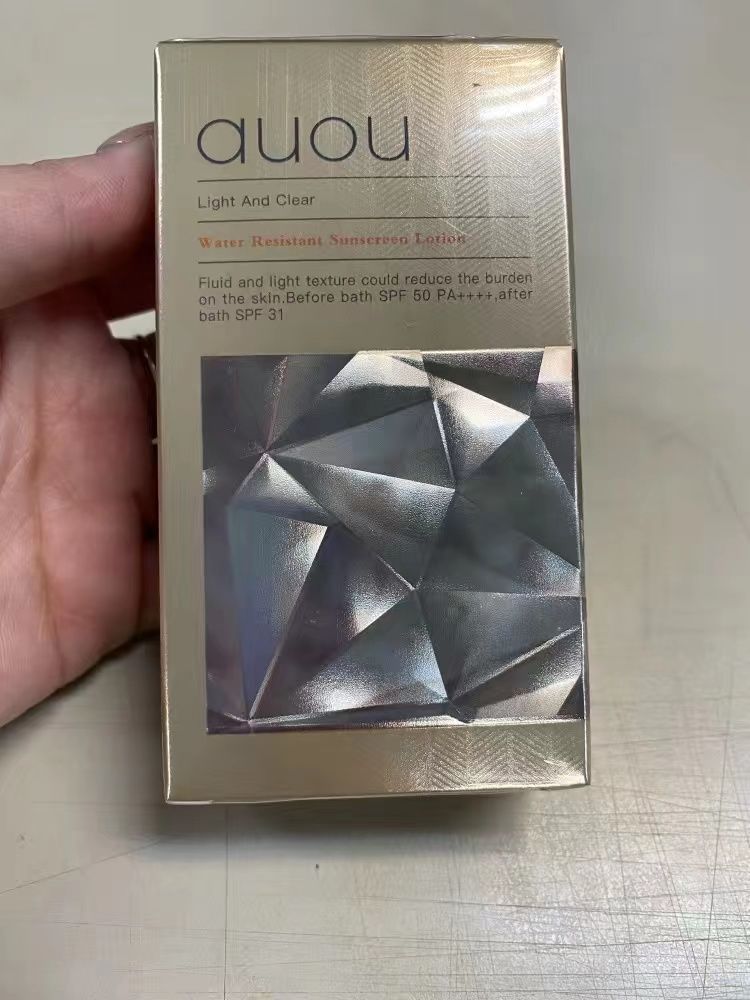 auou
Light And Clear
Water Resistant Sunscreen Lotion
Fluid and light texture could reduce the burden
on the skin.Before bath SPF 50 PA++++,after
bath SPF 31